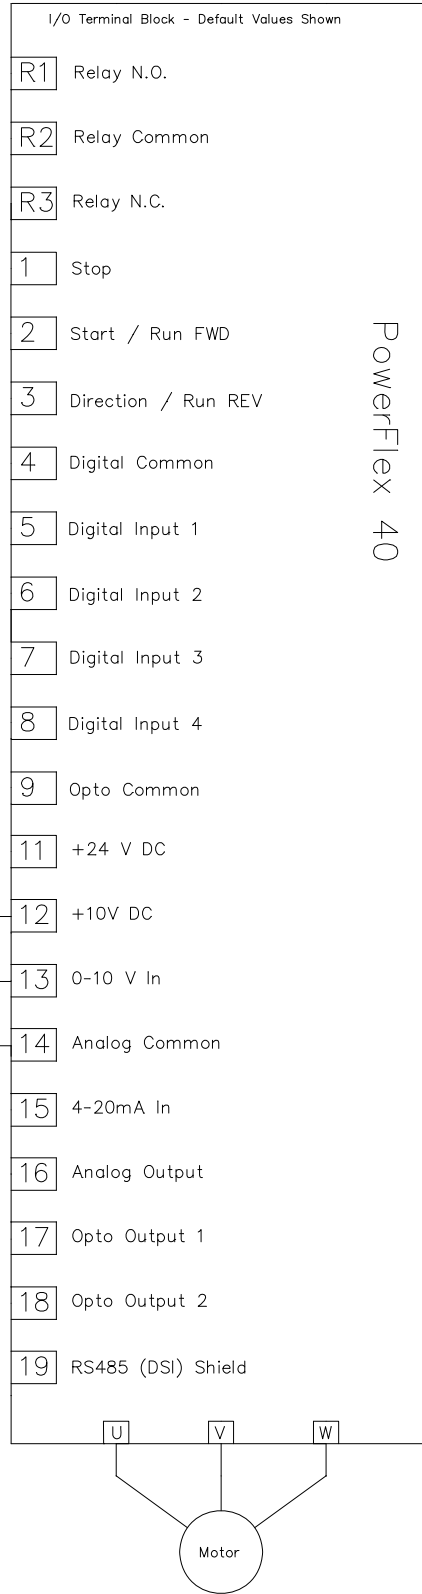 I/O Terminal Block - Default Values Shown
R1 Relay N.O.
R2 Relay Common
R3 Relay N.C.
1 Stop
2 Start / Run FWD
3 Direction / Run REV
4 Digital Common
5 Digital Input 1
6 Digital Input 2
7 Digital Input 3
8 Digital Input 4
9 Opto Common
11 +24 V DC
12 +10V DC
13 0-10 V In
14 Analog Common
15 4-20mA In
16 Analog Output
17 Opto Output 1
18 Opto Output 2
19 RS485 (DSI) Shield
PowerFlex 40
U V W
Motor